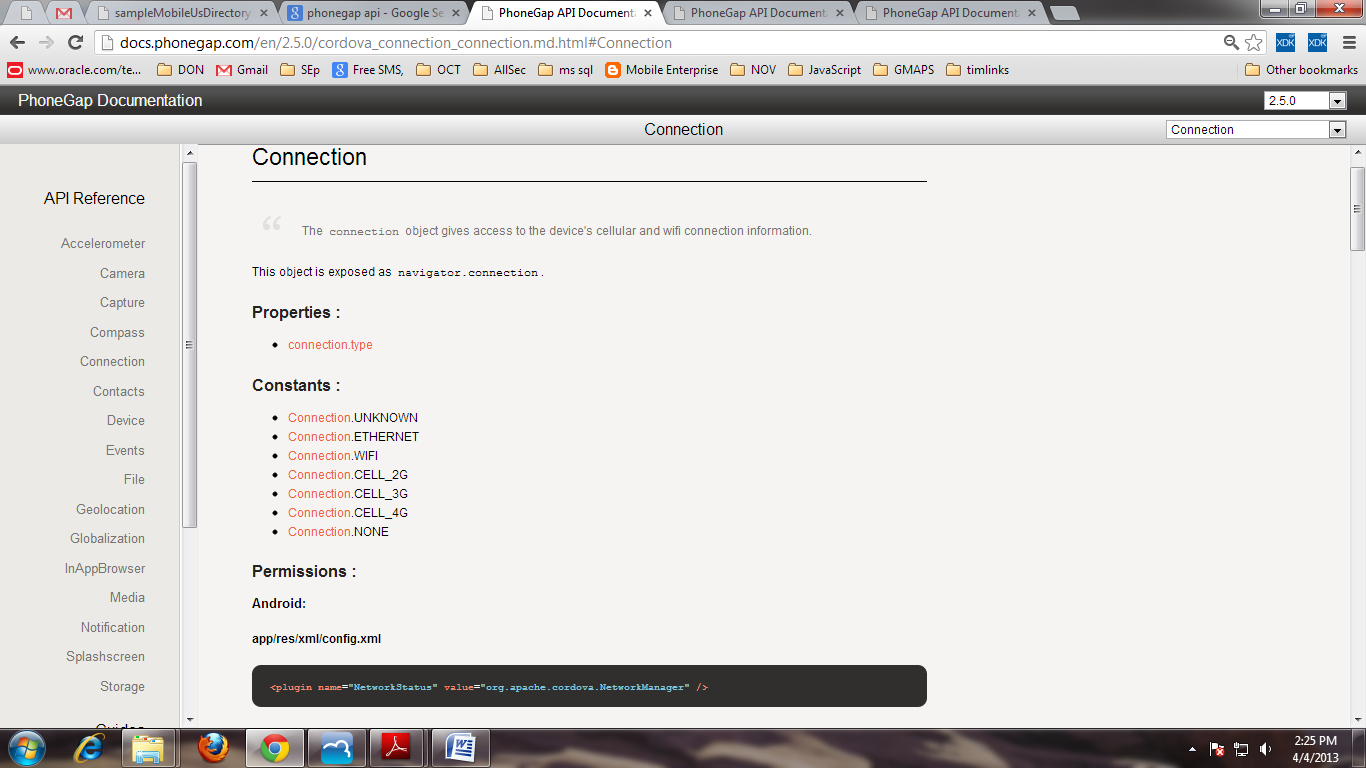 sampleMobileUsDirectory
phonegap api - Google Se
PhoneGap API Documenta
PhoneGap API Documenta
PhoneGap API Documenta
docs.phonegap.com/en/2.5.0/cordova_connection_connection.md.html#Connection
XDK
XDK
www.oracle.com/te...
DON
Gmail
SEp
Free SMS,
OCT
AllSec
ms sql
Mobile Enterprise
NOV
JavaScript
GMAPS
timlinks
Other bookmarks
PhoneGap Documentation
2.5.0
Connection
Connection
API Reference
Accelerometer
Camera
Capture
Compass
Connection
Contacts
Device
Events
File
Geolocation
Globalization
InAppBrowser
Media
Notification
Splashscreen
Storage
Guides
Connection
“ The connection object gives access to the device's cellular and wifi connection information.
This object is exposed as navigator.connection.
Properties :
• connection.type
Constants :
• Connection.UNKNOWN
• Connection.ETHERNET
• Connection.WIFI
• Connection.CELL_2G
• Connection.CELL_3G
• Connection.CELL_4G
• Connection.NONE
Permissions :
Android:
app/res/xml/config.xml
<plugin name="NetworkStatus" value="org.apache.cordova.NetworkManager" />
2:25 PM
4/4/2013